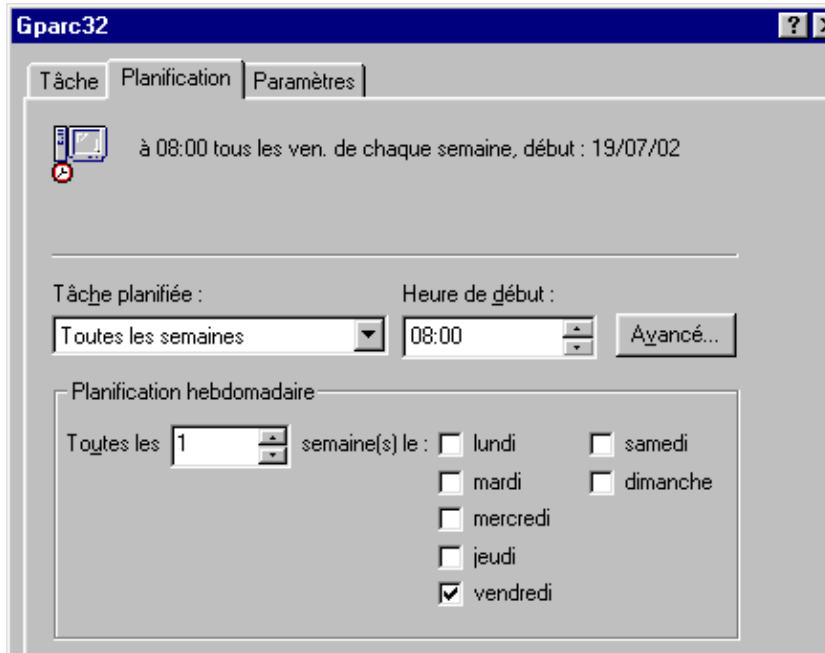 Gparc32
Tâche Planification Paramètres
à 08:00 tous les ven. de chaque semaine, début : 19/07/02
Tâche planifiée : Heure de début :
Toutes les semaines 08:00 Avancé...
Planification hebdomadaire
Toutes les 1 semaine(s) le : lundi samedi
mardi dimanche
mercredi
jeudi
vendredi